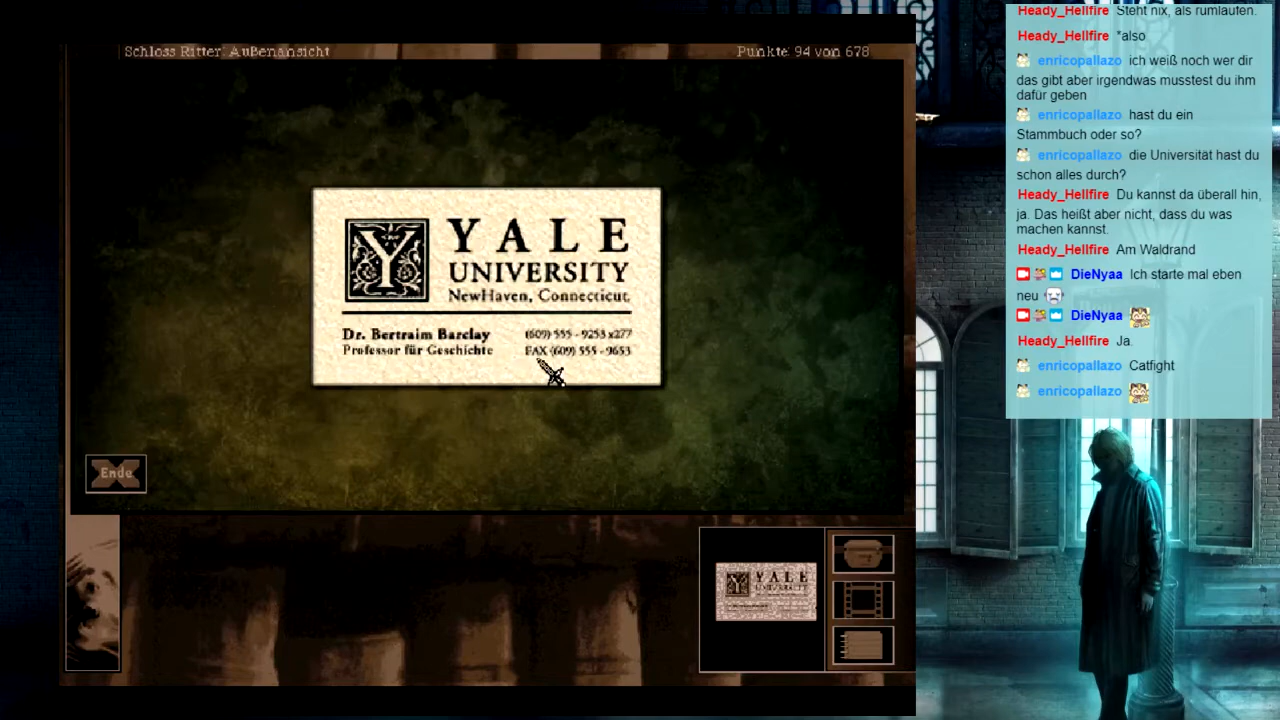 Schloss Ritter, Außenansicht
Punkte: 94 von 678
YALE
UNIVERSITY
NewHaven, Connecticut.
Dr. Bertraim Barclay
Professor für Geschichte
(609) 555 - 9253 x277
FAX (609) 555 - 9653
Ende
YALE
Heady_Hellfire Steht nix, als rumlaufen.
Heady_Hellfire *also
enricopallazo ich weiß noch wer dir
das gibt aber irgendwas musstest du ihm
dafür geben
enricopallazo hast du ein
Stammbuch oder so?
enricopallazo die Universität hast du
schon alles durch?
Heady_Hellfire Du kannst da überall hin,
ja. Das heißt aber nicht, dass du was
machen kannst.
Heady_Hellfire Am Waldrand
DieNyaa Ich starte mal eben
neu
DieNyaa
Heady_Hellfire Ja.
enricopallazo Catfight
enricopallazo